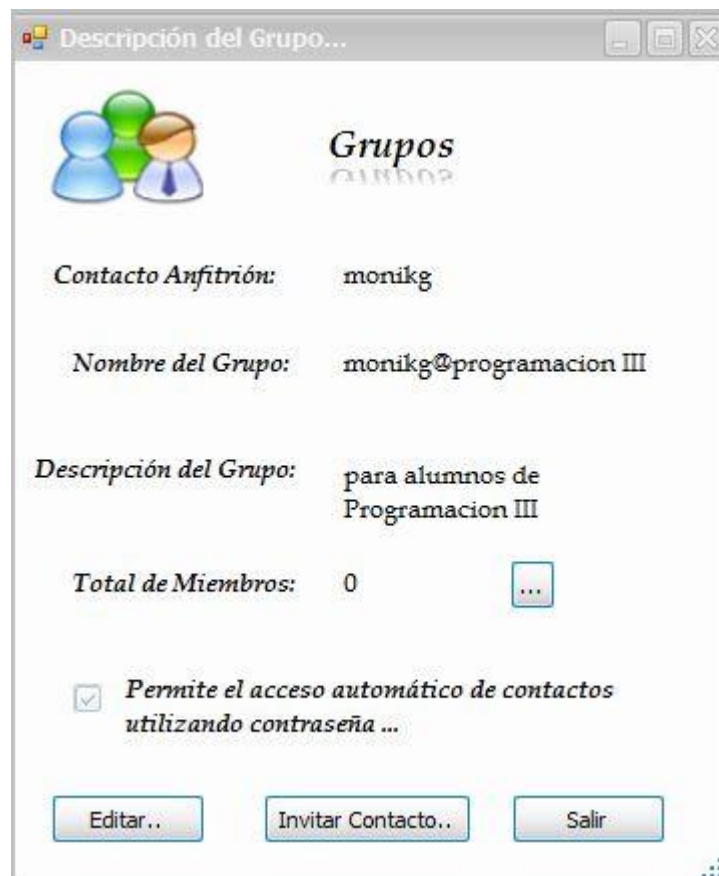 Descripción del Grupo...
Grupos
Contacto Anfitrión: monikg
Nombre del Grupo: monikg@programacion III
Descripción del Grupo: para alumnos de
Programacion III
Total de Miembros: 0 ...
Permite el acceso automático de contactos
utilizando contraseña ...
Editar.. Invitar Contacto.. Salir